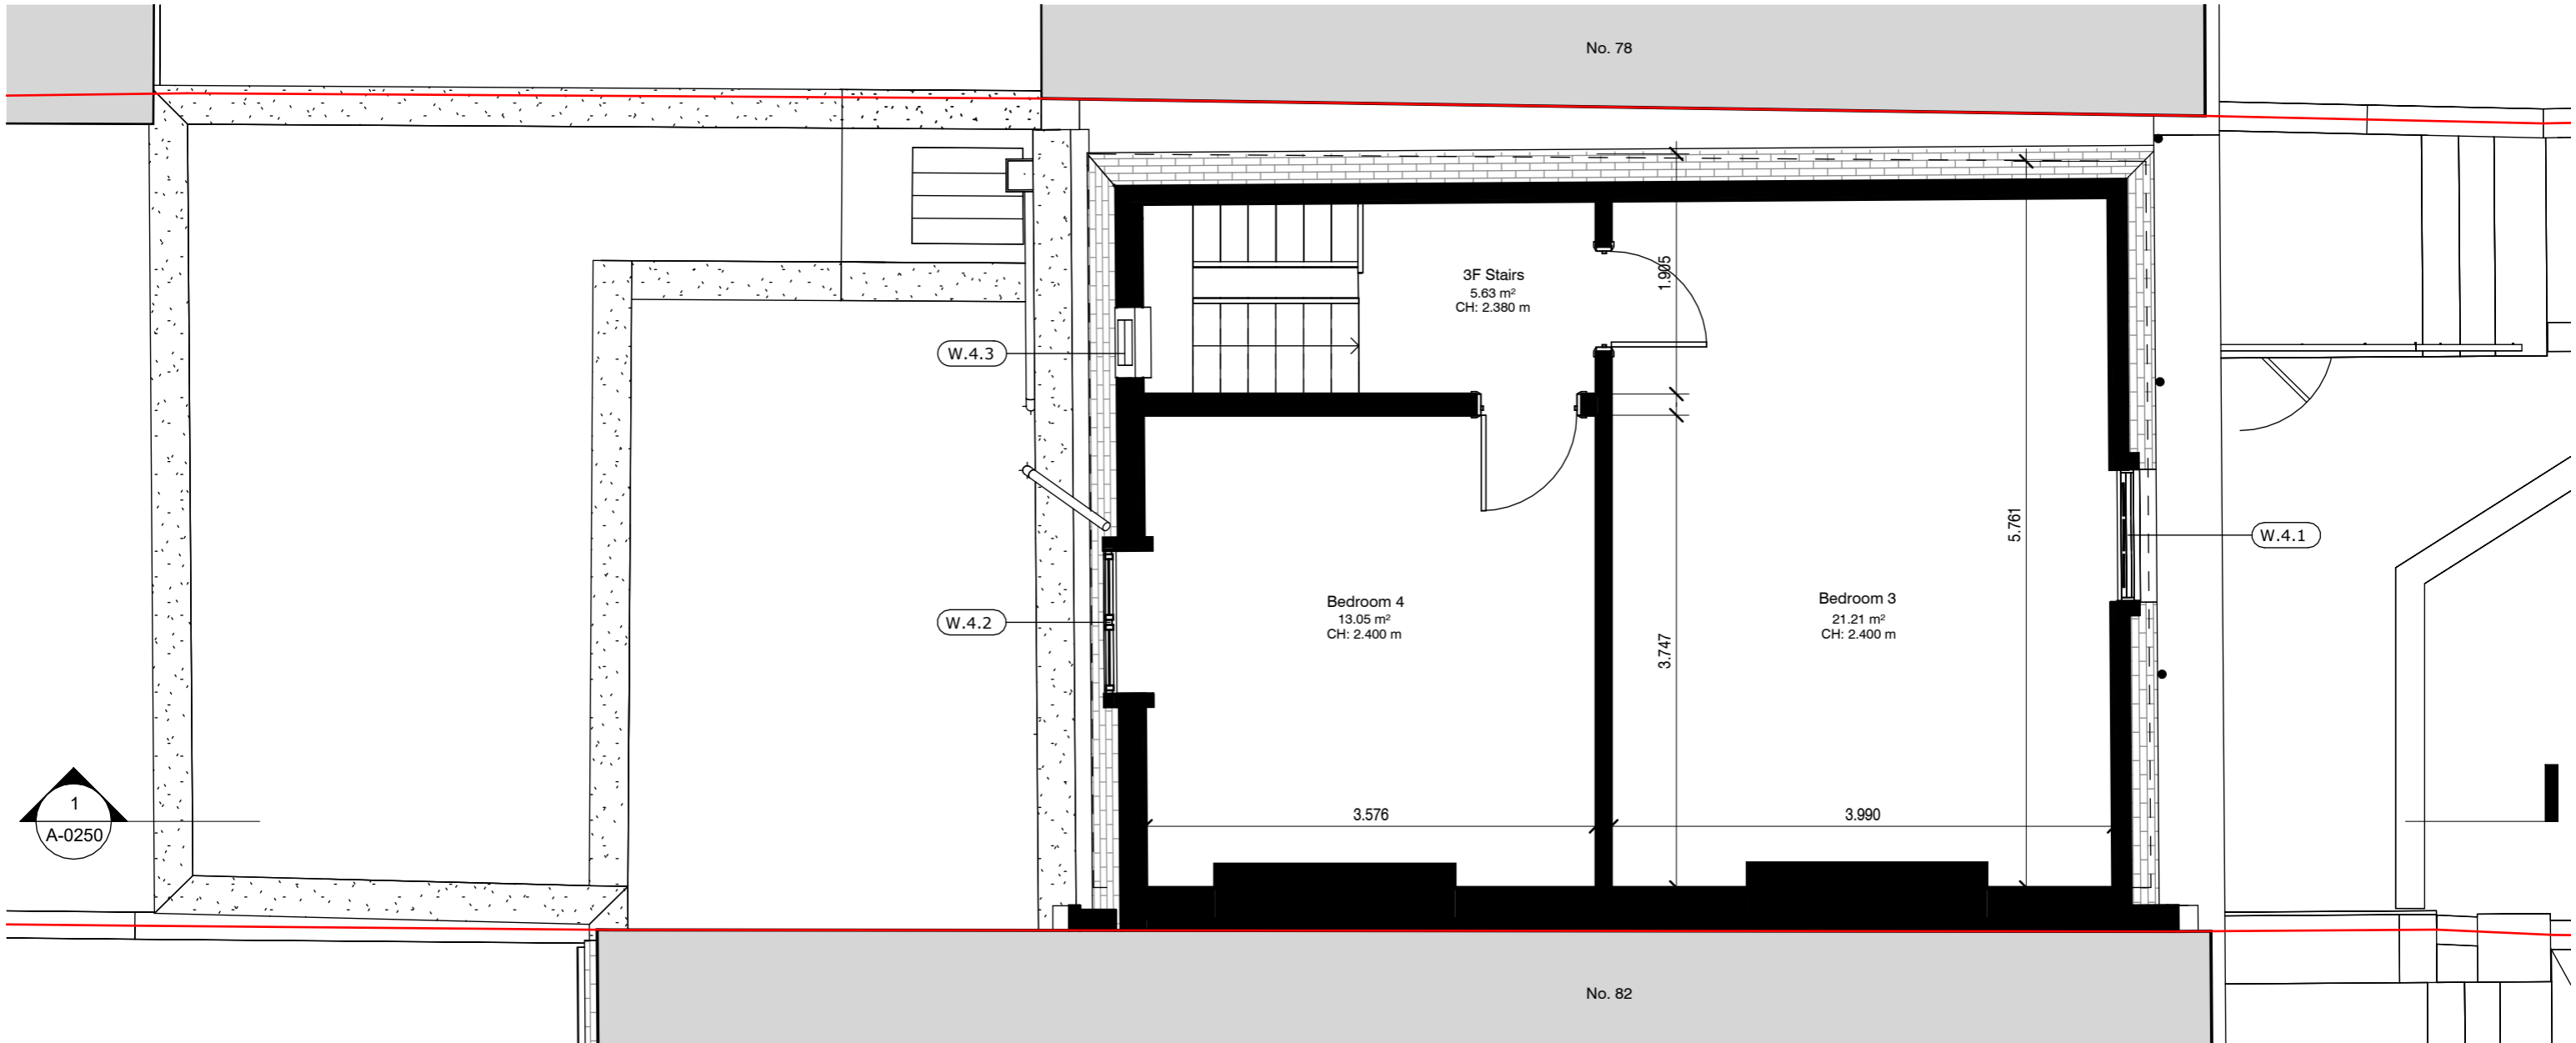 No. 78
3F Stairs
5.63 m²
CH: 2.380 m
1.905
W.4.3
5.761
W.4.1
Bedroom 4
13.05 m²
CH: 2.400 m
Bedroom 3
21.21 m²
CH: 2.400 m
W.4.2
3.747
1
A-0250
3.576
3.990
No. 82